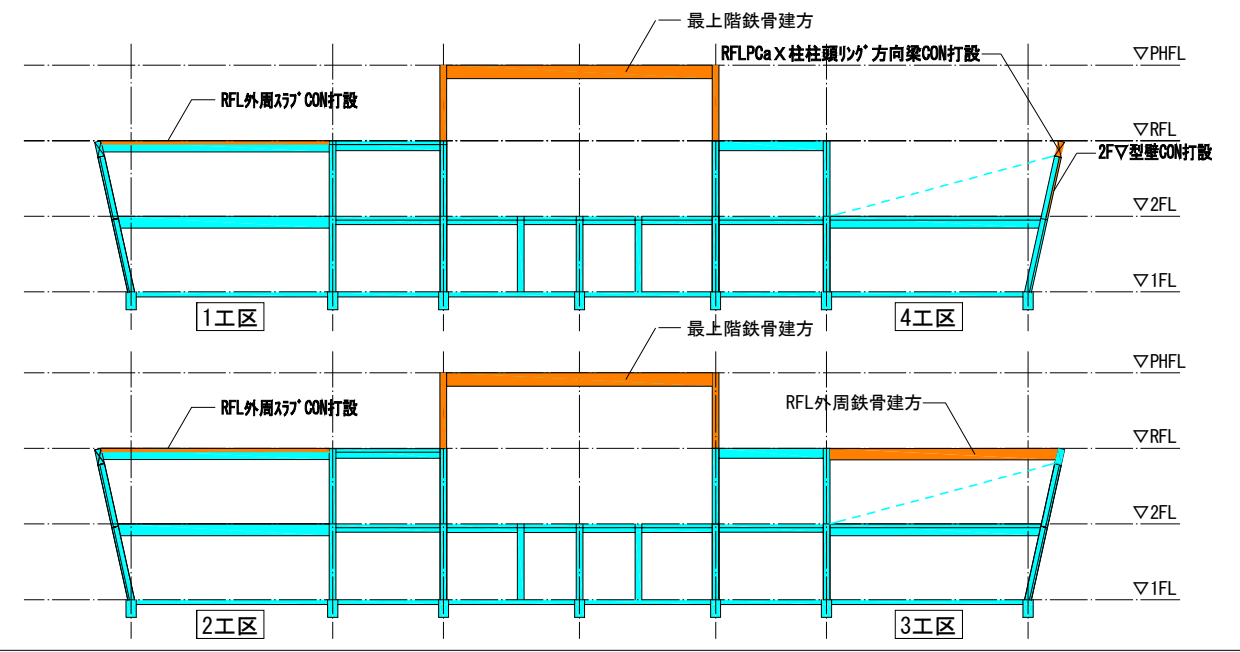 最上階鉄骨建方
RFLPCaX柱柱頭リング方向梁CON打設
▽PHFL
RFL外周スラブCON打設
▽RFL
2F▽型壁CON打設
▽2FL
▽1FL
1工区
4工区
最上階鉄骨建方
▽PHFL
RFL外周スラブCON打設
RFL外周鉄骨建方
▽RFL
▽2FL
▽1FL
2工区
3工区